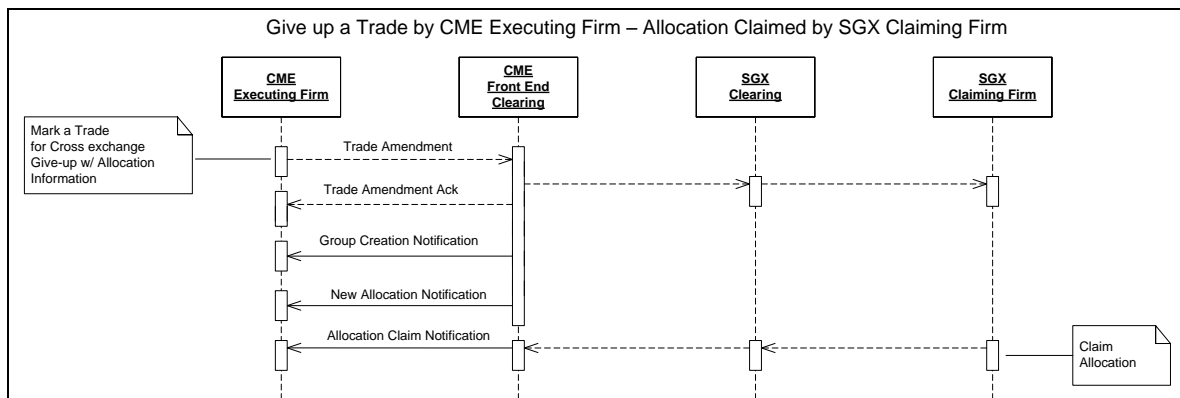 Give up a Trade by CME Executing Firm – Allocation Claimed by SGX Claiming Firm
CME
Executing Firm
CME
Front End
Clearing
SGX
Clearing
SGX
Claiming Firm
Mark a Trade
for Cross exchange
Give-up w/ Allocation
Information
Trade Amendment
Trade Amendment Ack
Group Creation Notification
New Allocation Notification
Allocation Claim Notification
Claim
Allocation